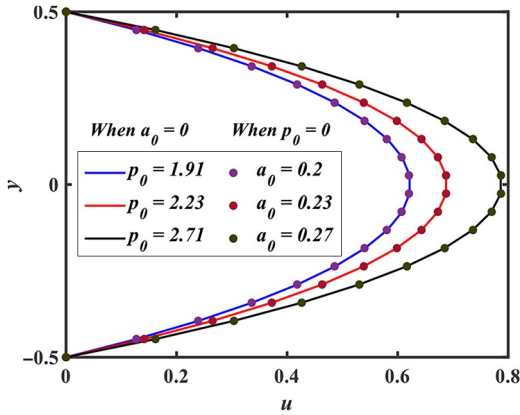 0.5
When a0 = 0 When p0 = 0
p0 = 1.91 a0 = 0.2
y 0 p0 = 2.23 a0 = 0.23
p0 = 2.71 a0 = 0.27
−0.5
0 0.2 0.4 0.6 0.8
u